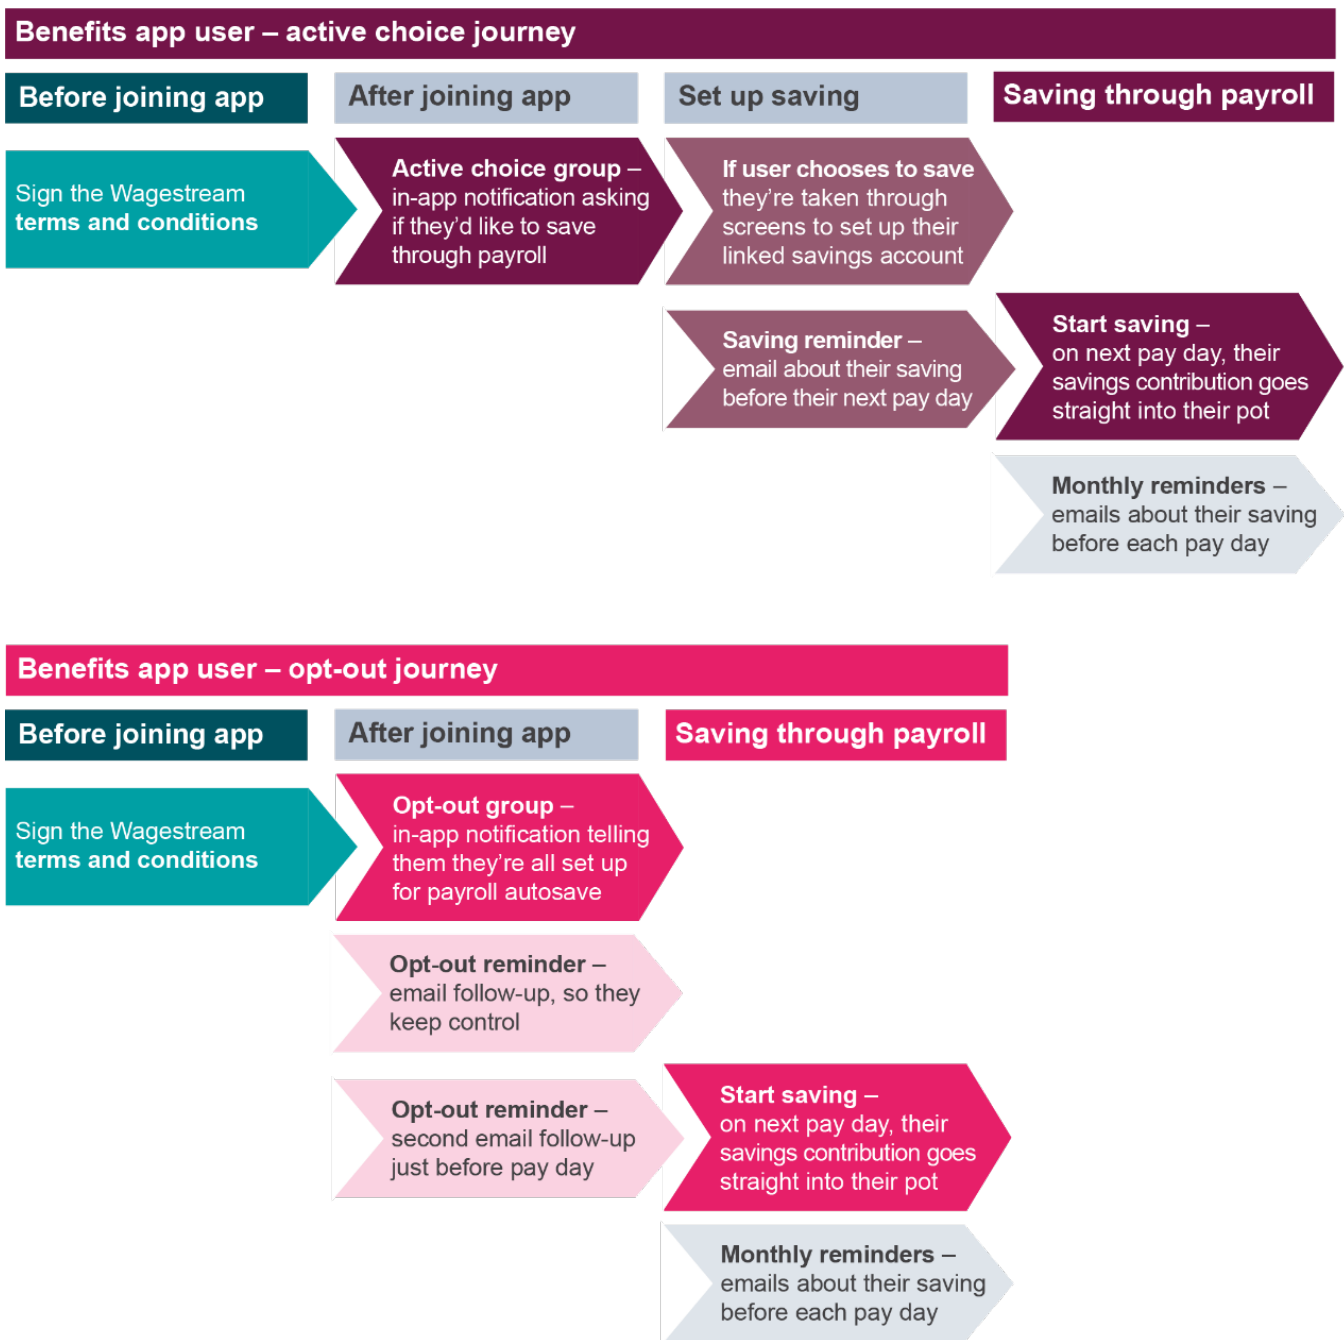 Benefits app user – active choice journey
Before joining app
After joining app
Set up saving
Saving through payroll
Sign the Wagestream
terms and conditions
Active choice group –
in-app notification asking
if they'd like to save
through payroll
If user chooses to save
they're taken through
screens to set up their
linked savings account
Saving reminder –
email about their saving
before their next pay day
Start saving –
on next pay day, their
savings contribution goes
straight into their pot
Monthly reminders –
emails about their saving
before each pay day
Benefits app user – opt-out journey
Before joining app
After joining app
Saving through payroll
Sign the Wagestream
terms and conditions
Opt-out group –
in-app notification telling
them they're all set up
for payroll autosave
Opt-out reminder –
email follow-up, so they
keep control
Opt-out reminder –
second email follow-up
just before pay day
Start saving –
on next pay day, their
savings contribution goes
straight into their pot
Monthly reminders –
emails about their saving
before each pay day